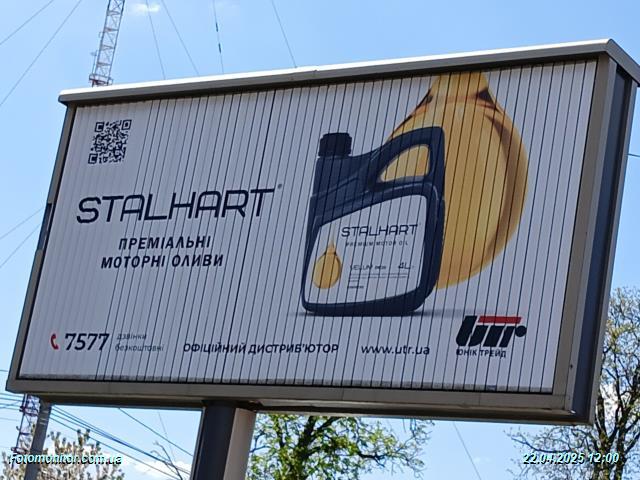 STALHART®
ПРЕМІАЛЬНІ
МОТОРНІ ОЛИВИ
STALHART
PREMIUM MOTOR OIL
4L
7577 дзвінки
безкоштовні
ОФІЦІЙНИЙ ДИСТРИБ'ЮТОР
www.utr.ua
utr
ЮНІК ТРЕЙД
Fotomonitor.com.ua
22.04.2025 12:00